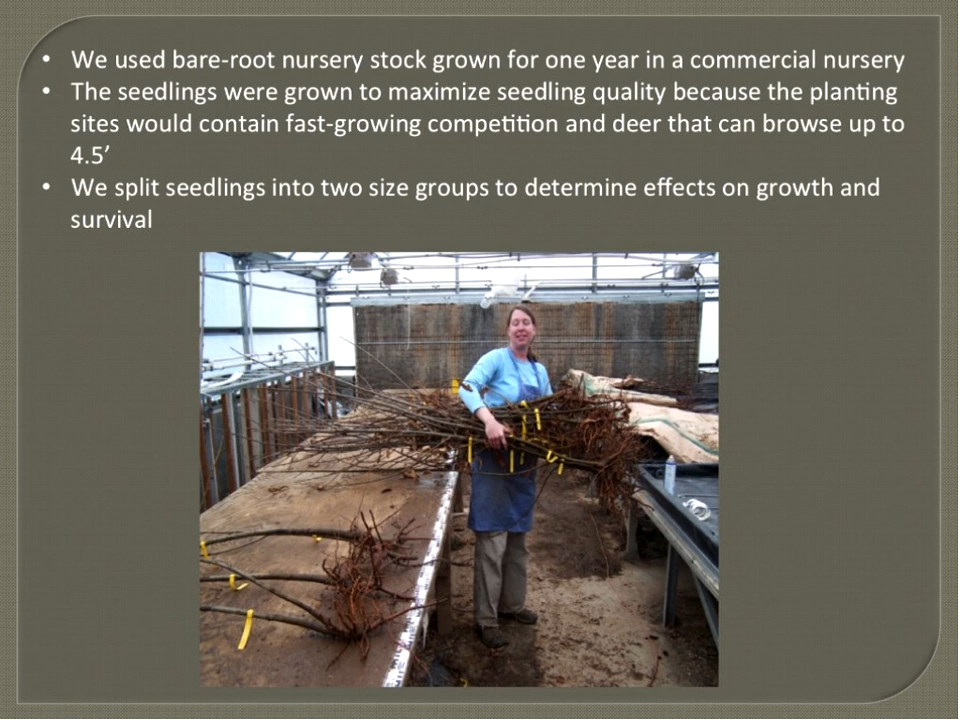 • We used bare-root nursery stock grown for one year in a commercial nursery
• The seedlings were grown to maximize seedling quality because the planting
sites would contain fast-growing competition and deer that can browse up to
4.5’
• We split seedlings into two size groups to determine effects on growth and
survival